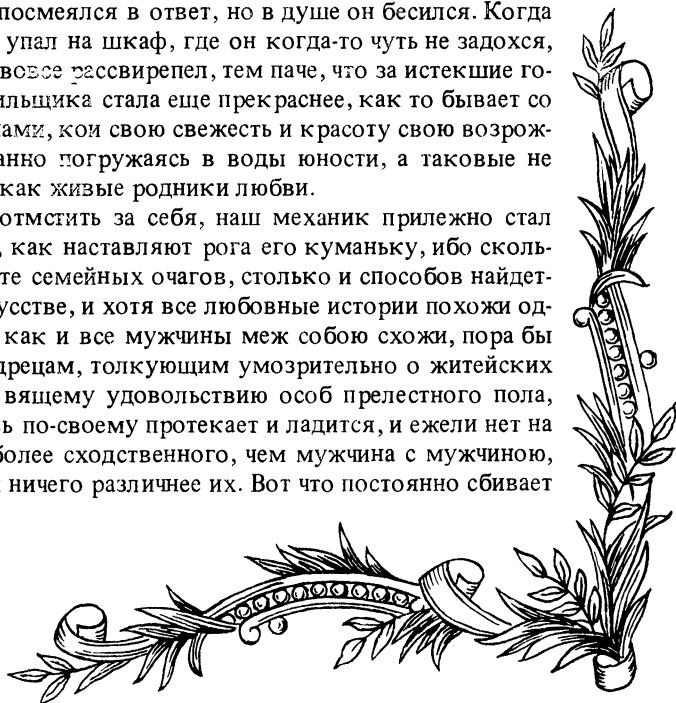 посмеялся в ответ, но в душе он бесился. Когда
упал на шкаф, где он когда-то чуть не задохся,
вовсе рассвирепел, тем паче, что за истекшие го-
ильщика стала еще прекраснее, как то бывает со
ами, кои свою свежесть и красоту свою возрож-
анно погружаясь в воды юности, а таковые не
как живые родники любви.
отмстить за себя, наш механик прилежно стал
, как наставляют рога его куманьку, ибо сколь-
те семейных очагов, столько и способов найдет-
усстве, и хотя все любовные истории похожи од-
как и все мужчины меж собою схожи, пора бы
дрецам, толкующим умозрительно о житейских
вящему удовольствию особ прелестного пола,
ь по-своему протекает и ладится, и ежели нет на
более сходственного, чем мужчина с мужчиною,
ничего различнее их. Вот что постоянно сбивает